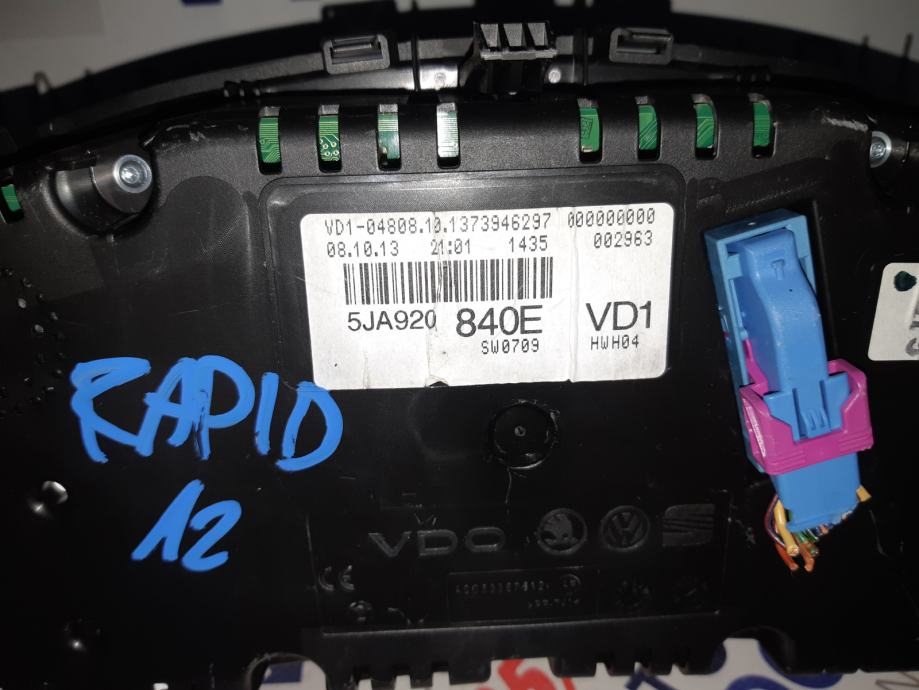 VD1-04808.10.1373946297 000000000
08.10.13 21:01 1435 002963
5JA920 840E VD1
SW0709 HWH04
RAPID
12
VDO
CE